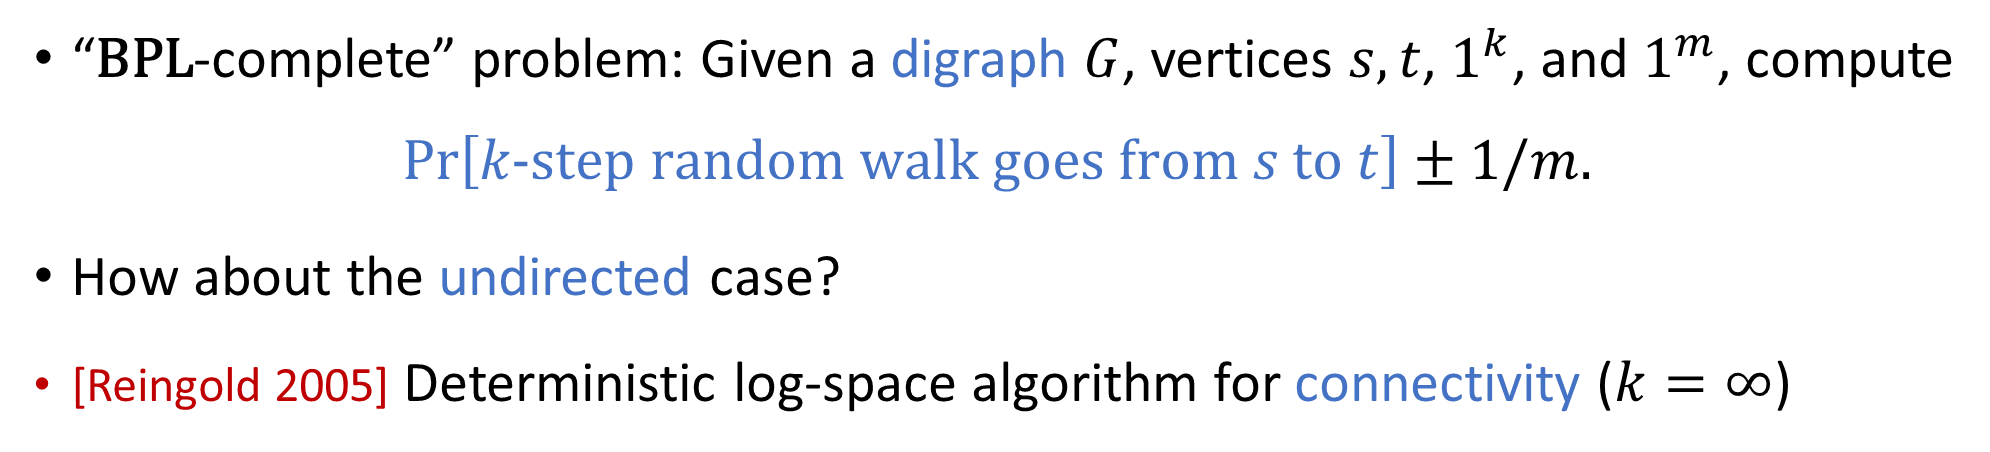 • “BPL-complete” problem: Given a digraph G, vertices s, t, 1^k, and 1^m, compute
Pr[k-step random walk goes from s to t] ± 1/m.
• How about the undirected case?
• [Reingold 2005] Deterministic log-space algorithm for connectivity (k = ∞)